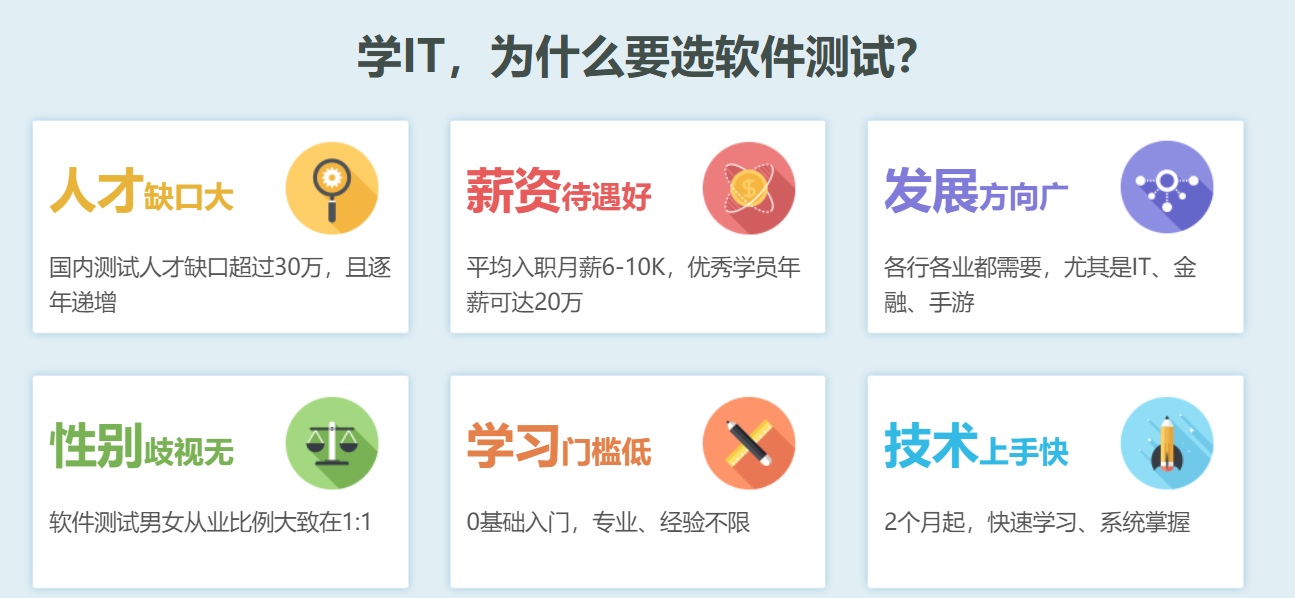 学IT，为什么要选软件测试？
人才缺口大
国内测试人才缺口超过30万，且逐
年递增
薪资待遇好
平均入职月薪6-10K，优秀学员年
薪可达20万
发展方向广
各行各业都需要，尤其是IT、金
融、手游
性别歧视无
软件测试男女从业比例大致在1:1
学习门槛低
0基础入门，专业、经验不限
技术上手快
2个月起，快速学习、系统掌握